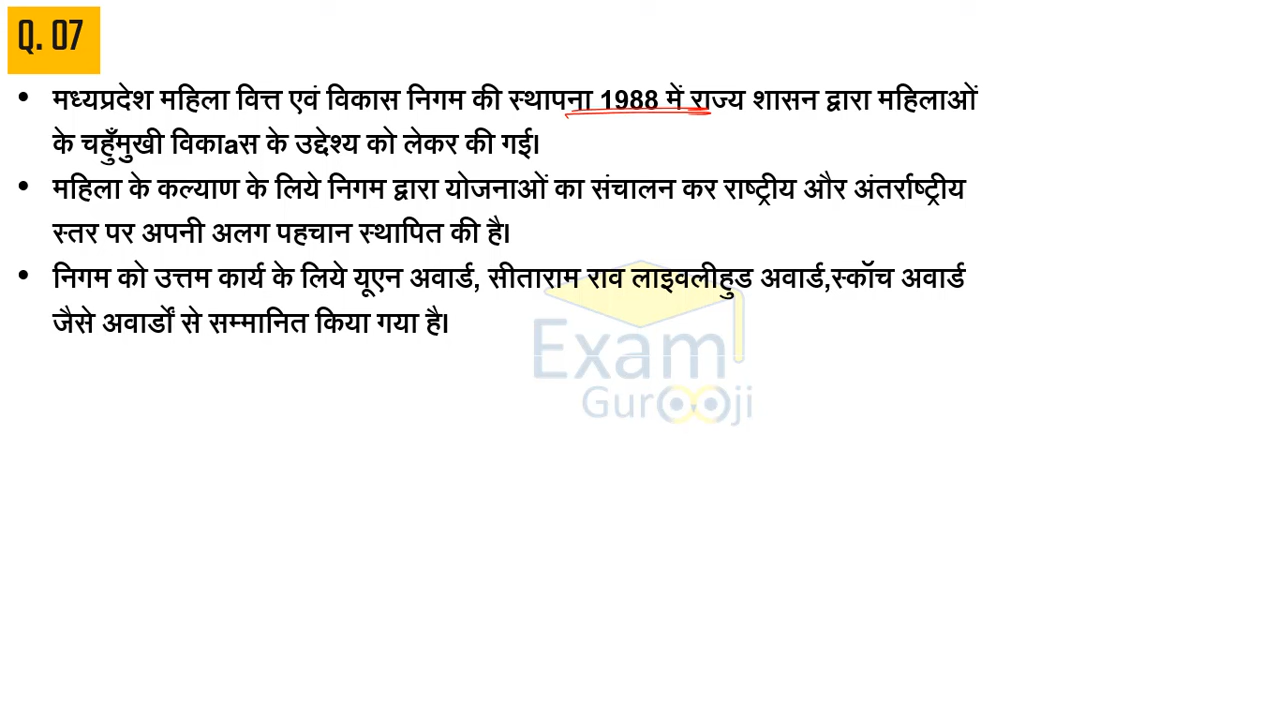 Q. 07
• मध्यप्रदेश महिला वित्त एवं विकास निगम की स्थापना 1988 में राज्य शासन द्वारा महिलाओं
के चहुँमुखी विकाaस के उद्देश्य को लेकर की गई।
• महिला के कल्याण के लिये निगम द्वारा योजनाओं का संचालन कर राष्ट्रीय और अंतर्राष्ट्रीय
स्तर पर अपनी अलग पहचान स्थापित की है।
• निगम को उत्तम कार्य के लिये यूएन अवार्ड, सीताराम राव लाइवलीहुड अवार्ड,स्कॉच अवार्ड
जैसे अवार्डों से सम्मानित किया गया है।
Exam
Gurooji